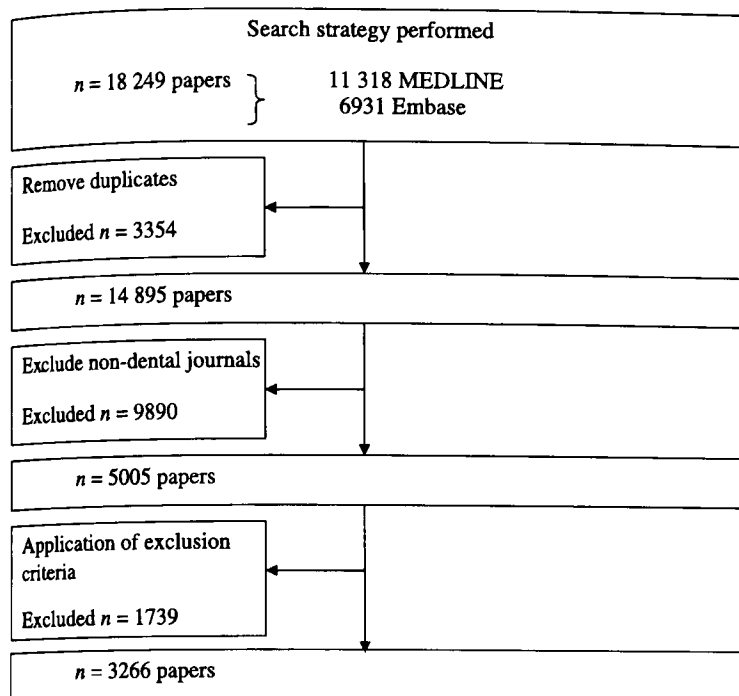 Search strategy performed
n = 18 249 papers
11 318 MEDLINE
6931 Embase
Remove duplicates
Excluded n = 3354
n = 14 895 papers
Exclude non-dental journals
Excluded n = 9890
n = 5005 papers
Application of exclusion
criteria
Excluded n = 1739
n = 3266 papers